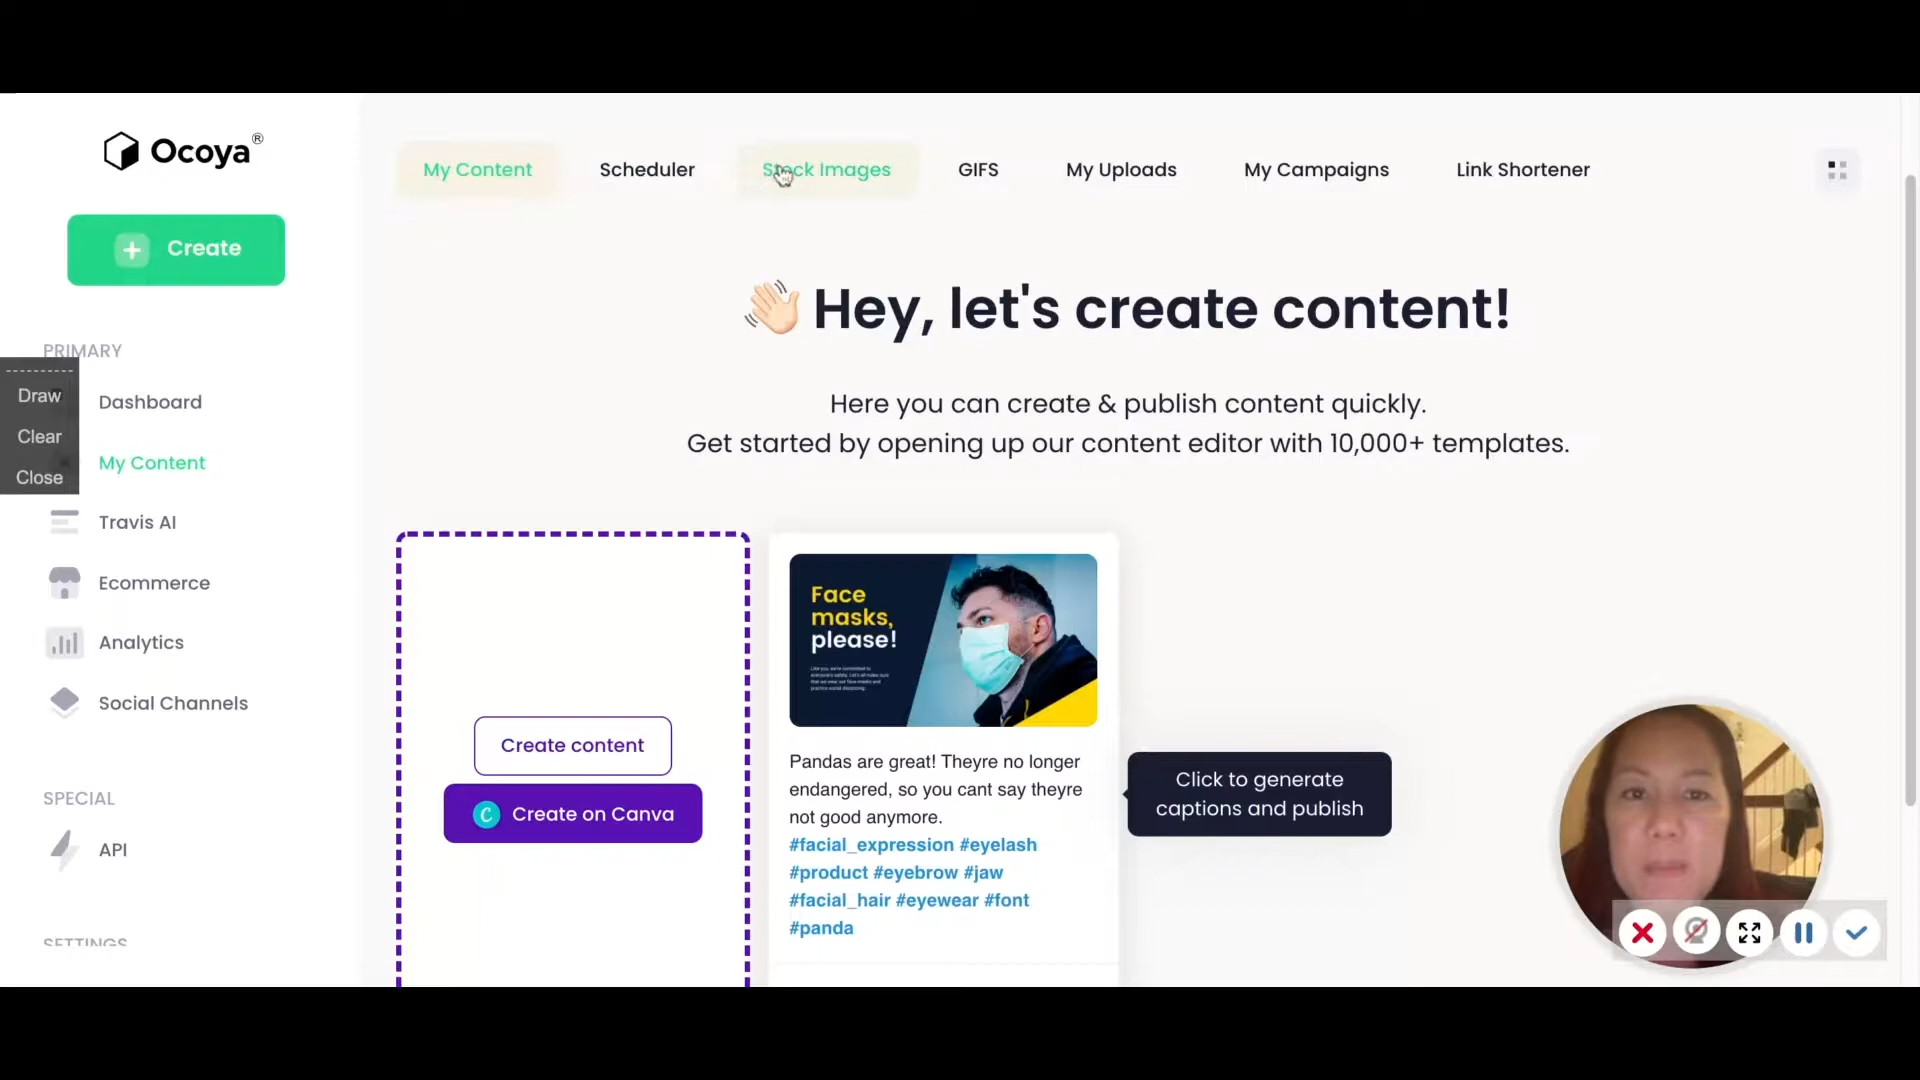 Ocoya®
Create
PRIMARY
Draw
Clear
Close
Dashboard
My Content
Travis AI
Ecommerce
Analytics
Social Channels
SPECIAL
API
SETTINGS
My Content
Scheduler
Stock Images
GIFS
My Uploads
My Campaigns
Link Shortener
Hey, let's create content!
Here you can create & publish content quickly.
Get started by opening up our content editor with 10,000+ templates.
Create content
Create on Canva
Face
masks,
please!
Pandas are great! Theyre no longer
endangered, so you cant say theyre
not good anymore.
#facial_expression #eyelash
#product #eyebrow #jaw
#facial_hair #eyewear #font
#panda
Click to generate
captions and publish